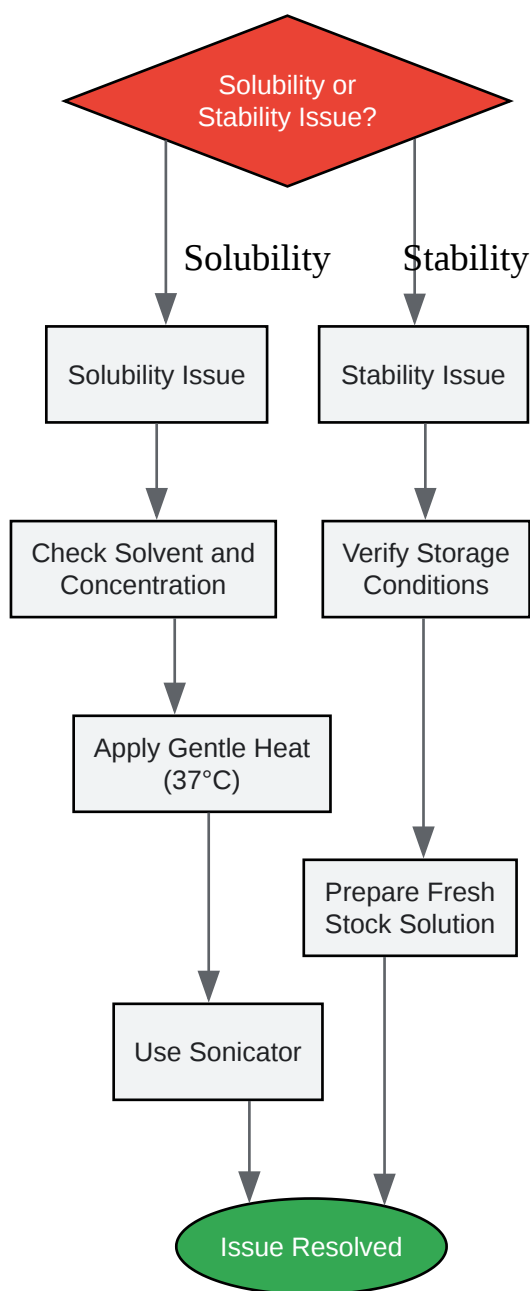 Solubility or
Stability Issue?
Solubility
Stability
Solubility Issue
Stability Issue
Check Solvent and
Concentration
Verify Storage
Conditions
Apply Gentle Heat
(37°C)
Prepare Fresh
Stock Solution
Use Sonicator
Issue Resolved